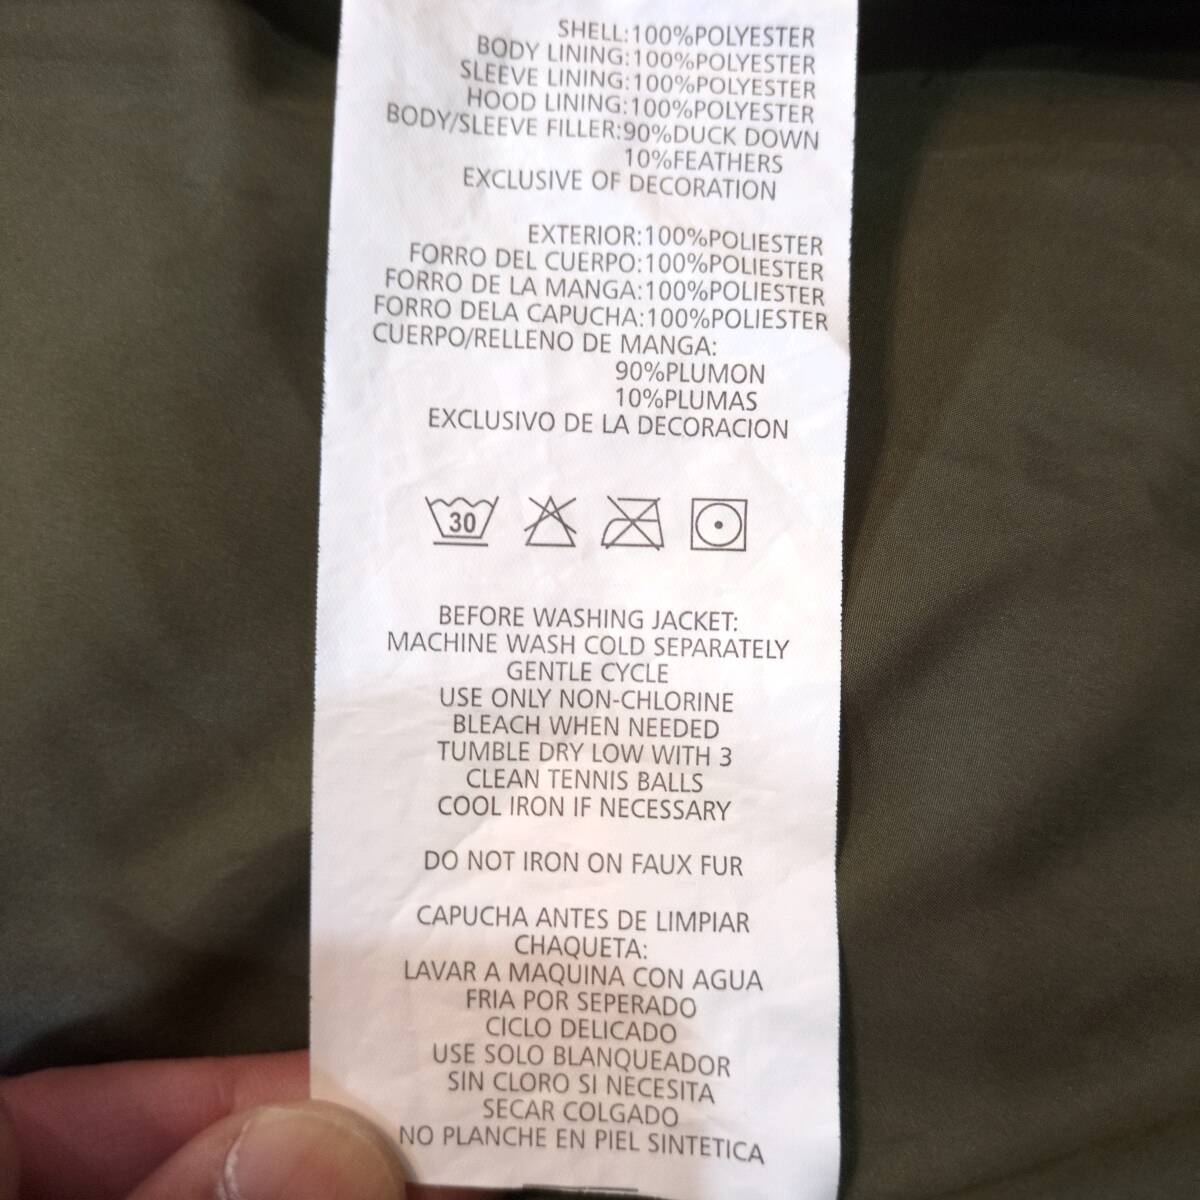 SHELL:100%POLYESTER
BODY LINING:100%POLYESTER
SLEEVE LINING:100%POLYESTER
HOOD LINING:100%POLYESTER
BODY/SLEEVE FILLER:90%DUCK DOWN
10%FEATHERS
EXCLUSIVE OF DECORATION
EXTERIOR:100%POLIESTER
FORRO DEL CUERPO:100%POLIESTER
FORRO DE LA MANGA:100%POLIESTER
FORRO DELA CAPUCHA:100%POLIESTER
CUERPO/RELLENO DE MANGA:
90%PLUMON
10%PLUMAS
EXCLUSIVO DE LA DECORACION
30
BEFORE WASHING JACKET:
MACHINE WASH COLD SEPARATELY
GENTLE CYCLE
USE ONLY NON-CHLORINE
BLEACH WHEN NEEDED
TUMBLE DRY LOW WITH 3
CLEAN TENNIS BALLS
COOL IRON IF NECESSARY
DO NOT IRON ON FAUX FUR
CAPUCHA ANTES DE LIMPIAR
CHAQUETA:
LAVAR A MAQUINA CON AGUA
FRIA POR SEPERADO
CICLO DELICADO
USE SOLO BLANQUEADOR
SIN CLORO SI NECESITA
SECAR COLGADO
NO PLANCHE EN PIEL SINTETICA